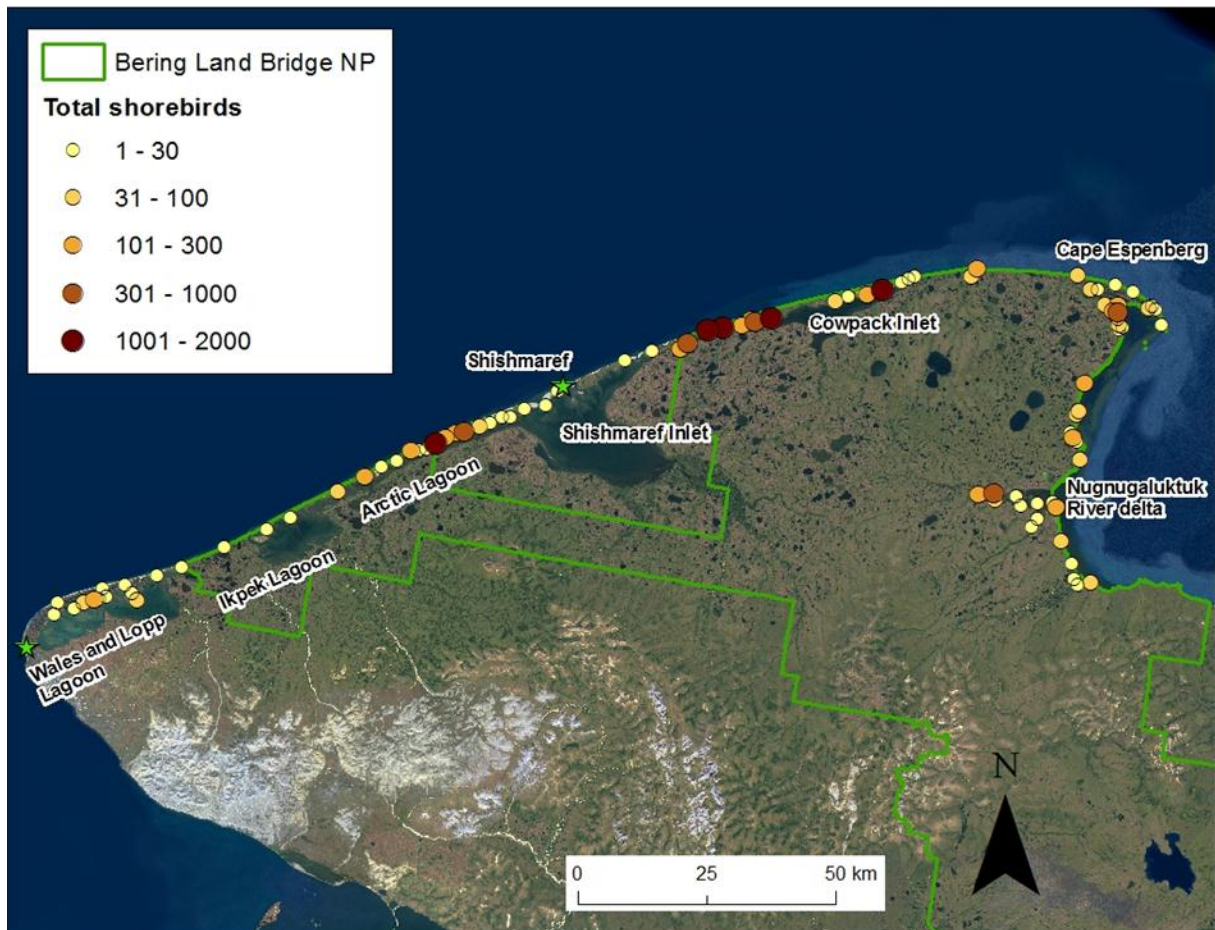 Bering Land Bridge NP
Total shorebirds
1 - 30
31 - 100
101 - 300
301 - 1000
1001 - 2000
Cape Espenberg
Cowpack Inlet
Shishmaref
Shishmaref Inlet
Arctic Lagoon
Nugnugaluktuk
River delta
Ikpek Lagoon
Wales and Lopp
Lagoon
N
0 25 50 km